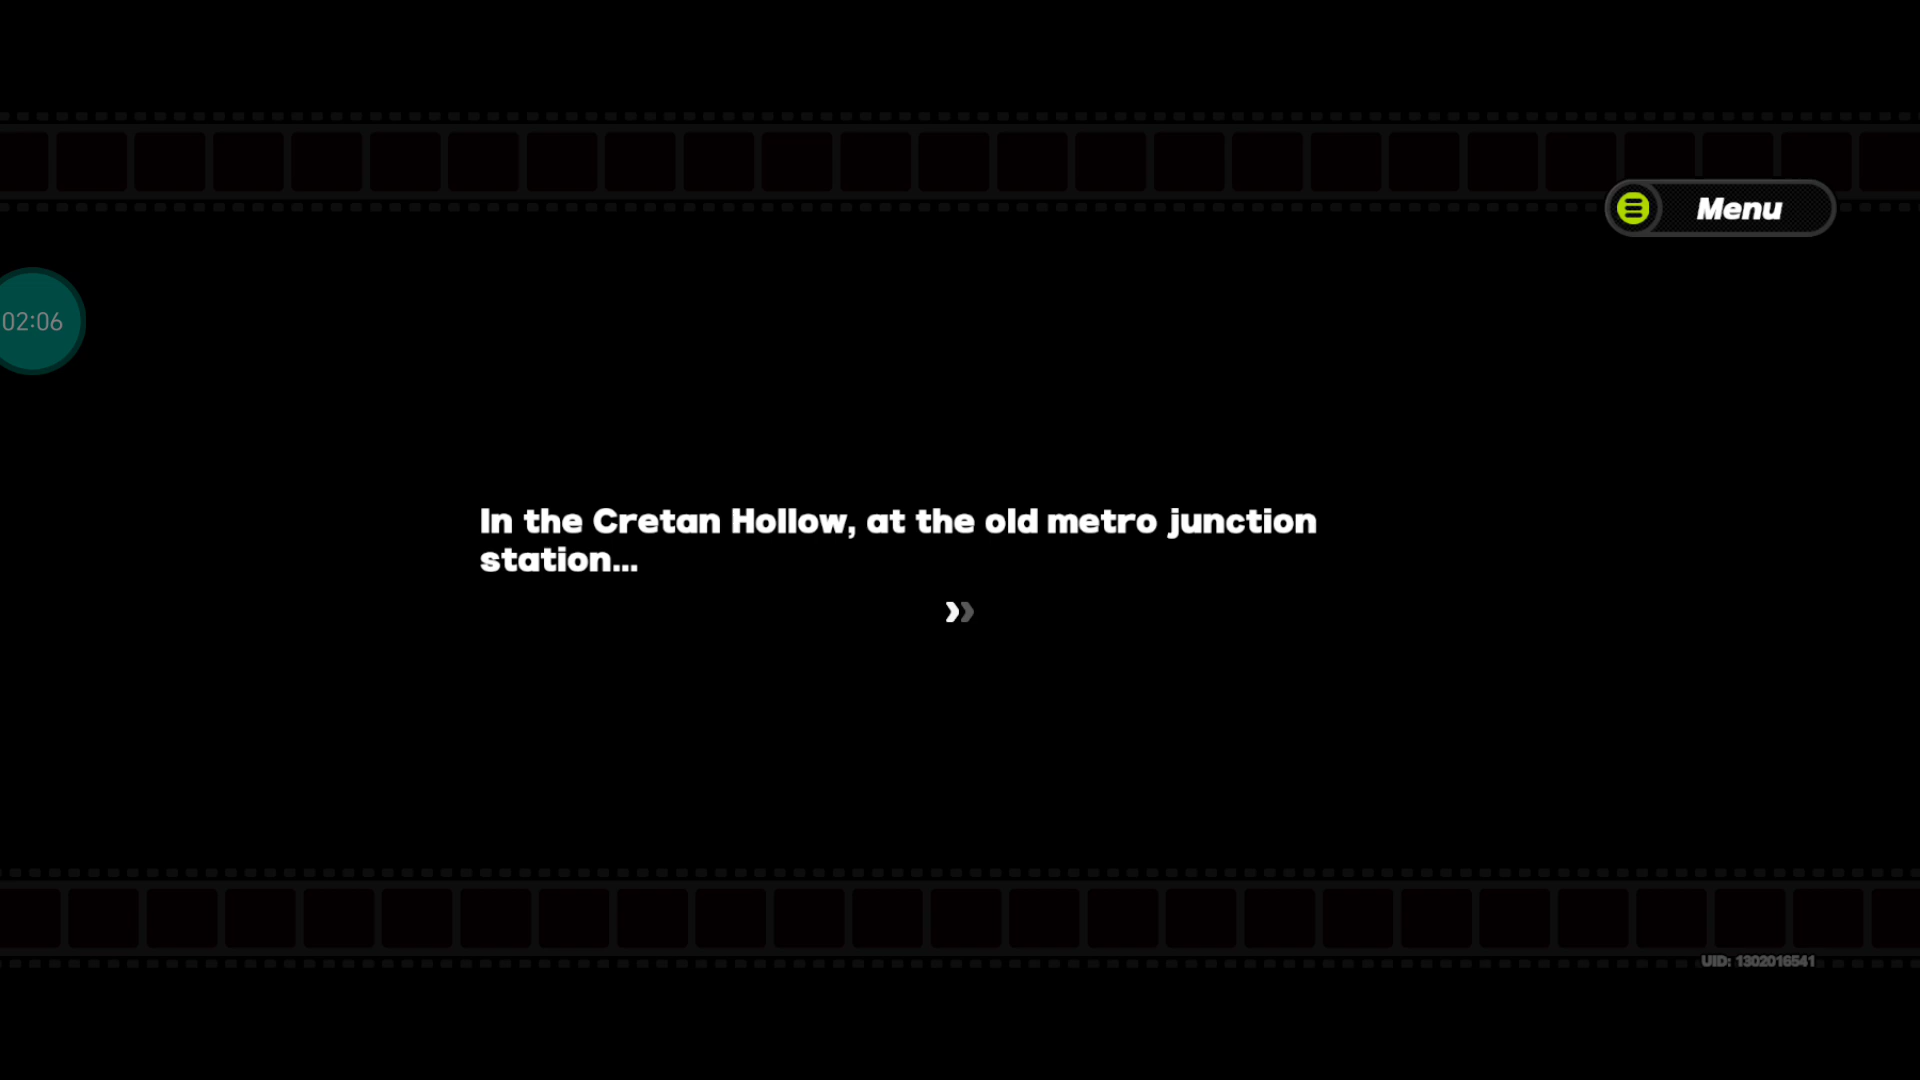 Menu
02:06
In the Cretan Hollow, at the old metro junction
station...
UID: 1302016541